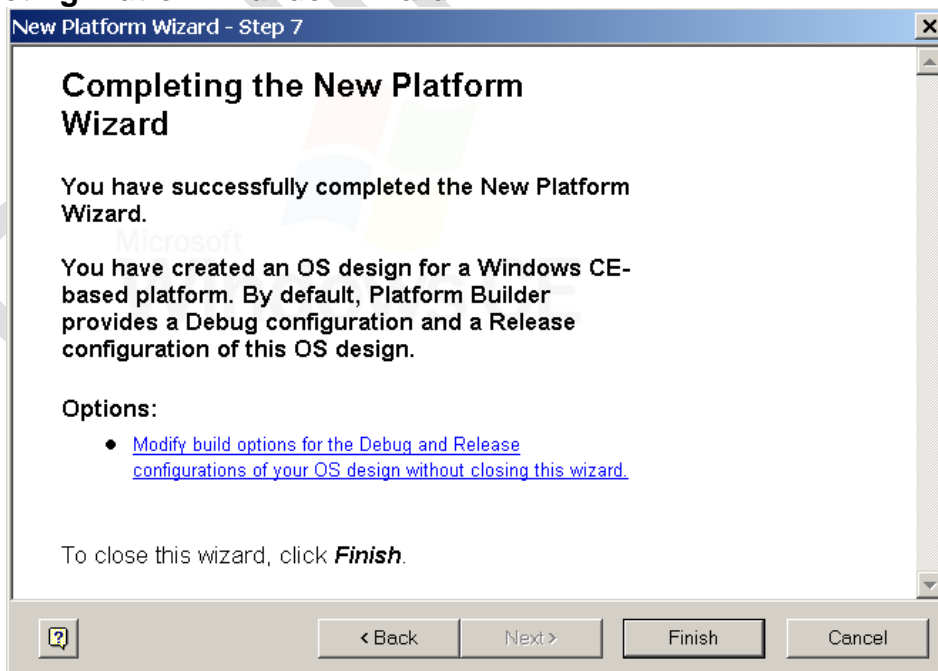 New Platform Wizard - Step 7
Completing the New Platform
Wizard
You have successfully completed the New Platform
Wizard.
Microsoft
You have created an OS design for a Windows CE-
based platform. By default, Platform Builder
provides a Debug configuration and a Release
configuration of this OS design.
Options:
• Modify build options for the Debug and Release
configurations of your OS design without closing this wizard.
To close this wizard, click Finish.
? < Back Next > Finish Cancel